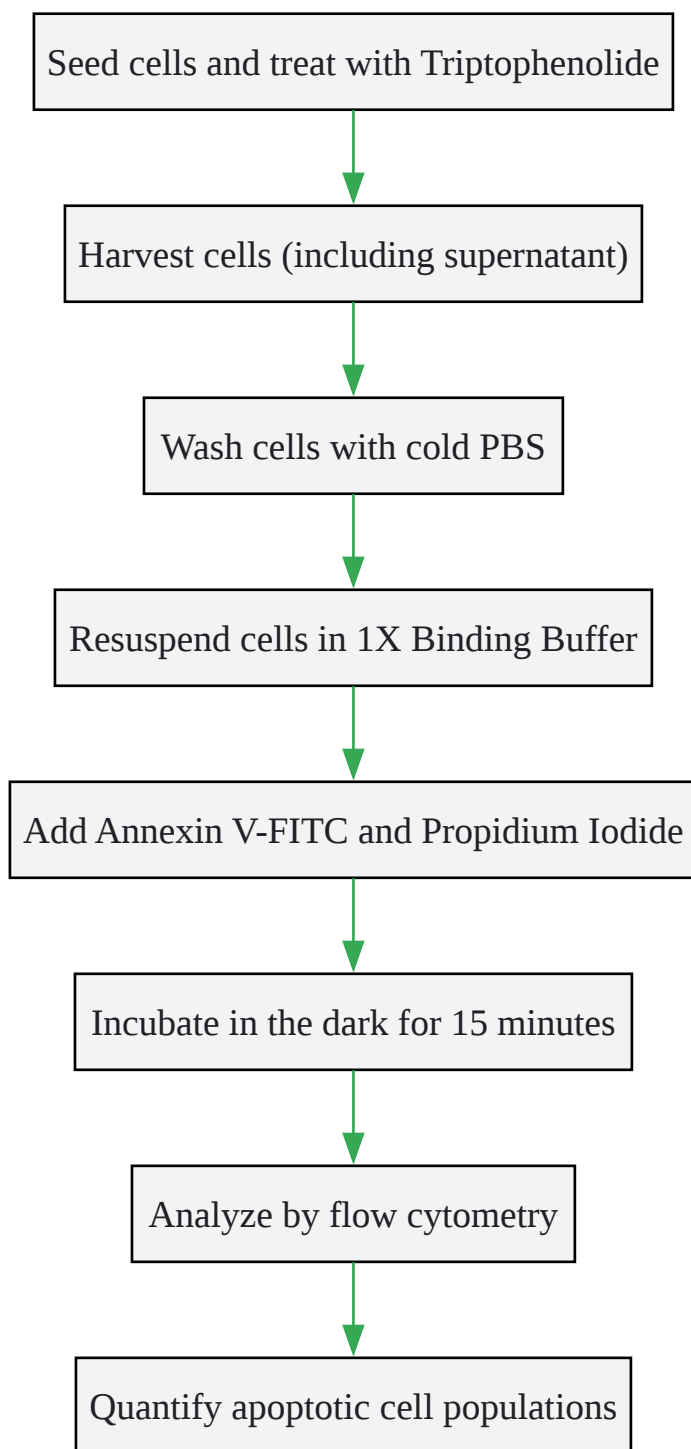 Seed cells and treat with Triptophenolide
Harvest cells (including supernatant)
Wash cells with cold PBS
Resuspend cells in 1X Binding Buffer
Add Annexin V-FITC and Propidium Iodide
Incubate in the dark for 15 minutes
Analyze by flow cytometry
Quantify apoptotic cell populations